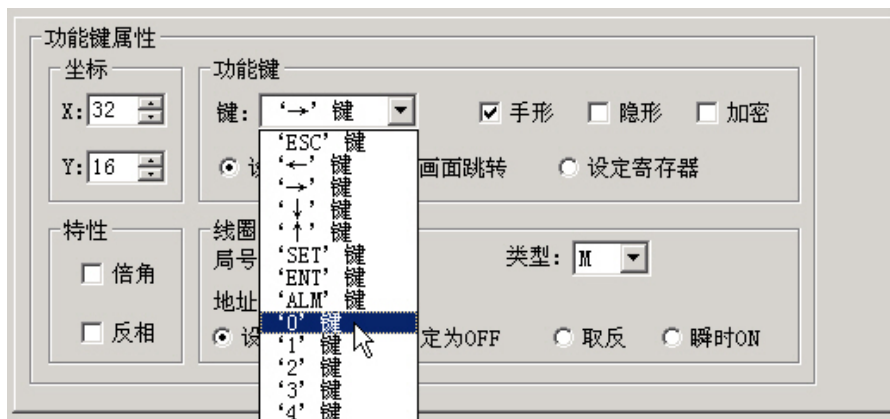 功能键属性
坐标
X: 32
Y: 16
功能键
键: ‘→’ 键
手形
隐形
加密
画面跳转
设定寄存器
‘ESC’ 键
‘←’ 键
‘→’ 键
‘↓’ 键
‘↑’ 键
‘SET’ 键
‘ENT’ 键
‘ALM’ 键
‘0’ 键
‘1’ 键
‘2’ 键
‘3’ 键
‘4’ 键
特性
倍角
反相
线圈
局号
类型: M
地址
设
定为OFF
取反
瞬时ON